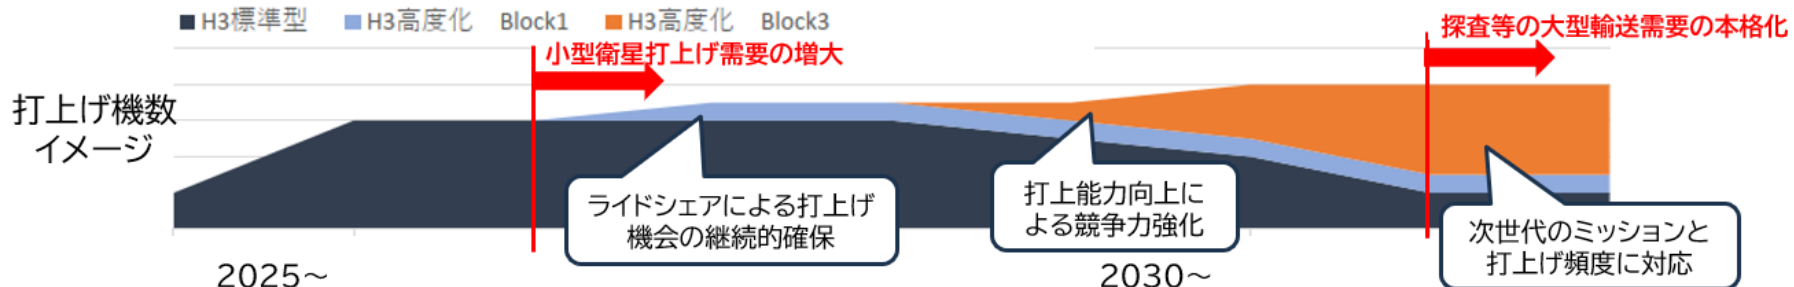 ■H3標準型 ■H3高度化 Block1 ■H3高度化 Block3
探査等の大型輸送需要の本格化
小型衛星打上げ需要の増大
打上げ機数
イメージ
ライドシェアによる打上げ
機会の継続的確保
打上能力向上に
よる競争力強化
次世代のミッションと
打上げ頻度に対応
2025～
2030～